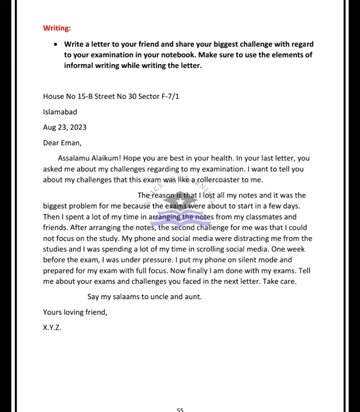 Writing:
• Write a letter to your friend and share your biggest challenge with regard
to your examination in your notebook. Make sure to use the elements of
informal writing while writing the letter.
House No 15-B Street No 30 Sector F-7/1
Islamabad
Aug 23, 2023
Dear Eman,
Assalamu Alaikum! Hope you are best in your health. In your last letter, you
asked me about my challenges regarding to my examination. I want to tell you
about my challenges that this exam was like a rollercoaster to me.
The reason is that I lost all my notes and it was the
biggest problem for me because the exams were about to start in a few days.
Then I spent a lot of my time in arranging the notes from my classmates and
friends. After arranging the notes, the second challenge for me was that I could
not focus on the study. My phone and social media were distracting me from the
studies and I was spending a lot of my time in scrolling social media. One week
before the exam, I was under pressure. I put my phone on silent mode and
prepared for my exam with full focus. Now finally I am done with my exams. Tell
me about your exams and challenges you faced in the next letter. Take care.
Say my salaams to uncle and aunt.
Yours loving friend,
X.Y.Z.
55